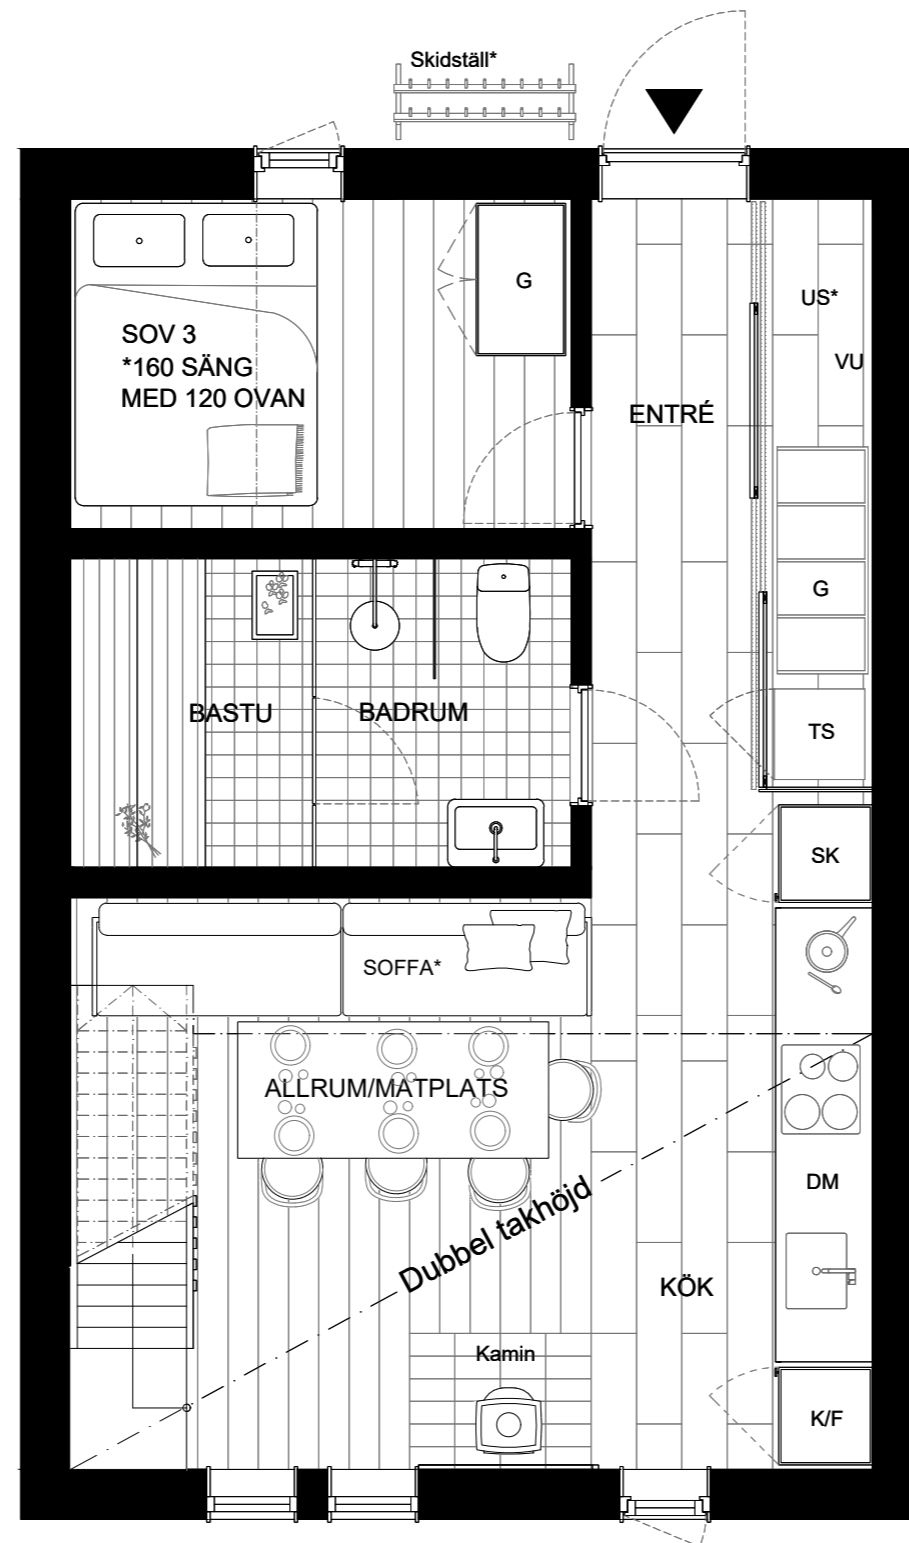 Skidställ*
G
SOV 3
*160 SÄNG
MED 120 OVAN
US*
VU
ENTRÉ
G
BASTU
BADRUM
TS
SK
SOFFA*
ALLRUM/MATPLATS
DM
Dubbel takhöjd
KÖK
Kamin
K/F